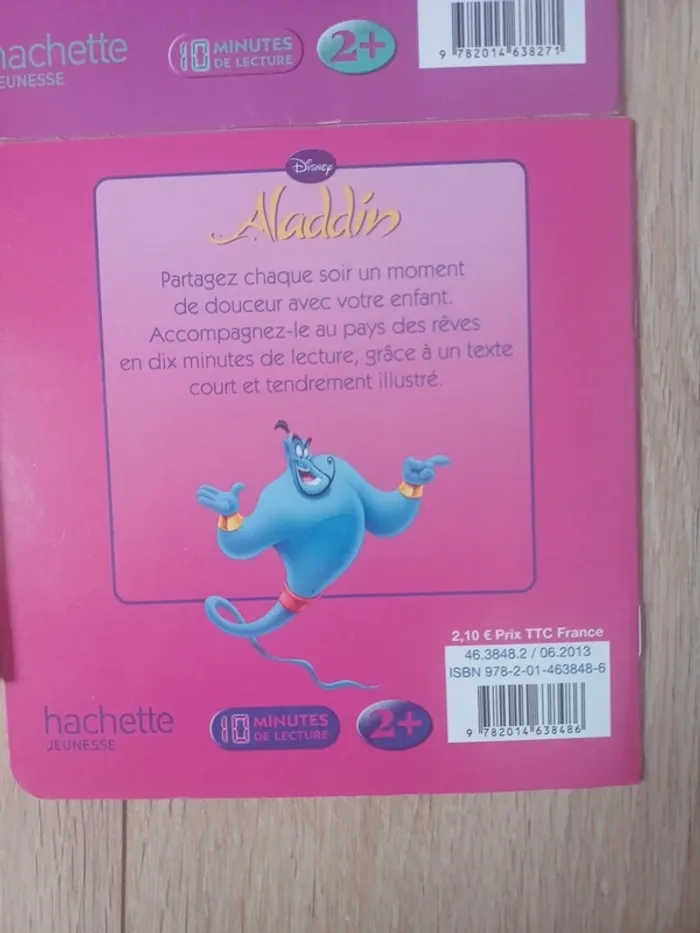 hachette
JEUNESSE
10 MINUTES
DE LECTURE
2+
9 782014 638271
Disney
Aladdin
Partagez chaque soir un moment
de douceur avec votre enfant.
Accompagnez-le au pays des rêves
en dix minutes de lecture, grâce à un texte
court et tendrement illustré.
2,10 € Prix TTC France
46.3848.2 / 06.2013
ISBN 978-2-01-463848-6
9 782014 638486
hachette
JEUNESSE
10 MINUTES
DE LECTURE
2+